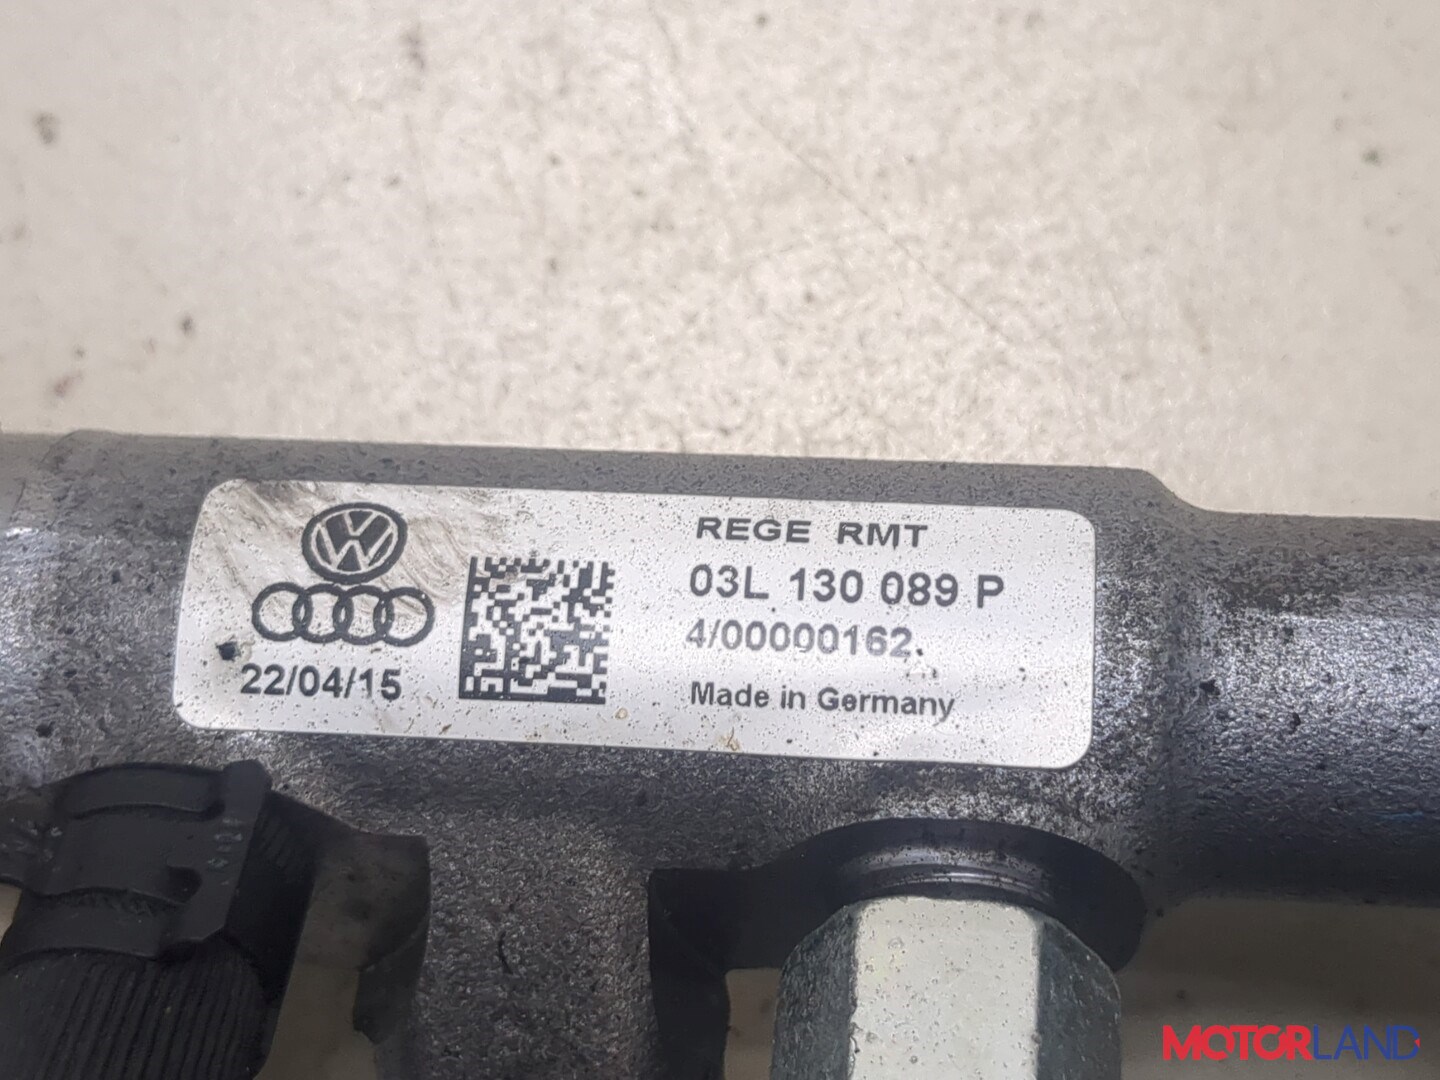 REGE RMT
03L 130 089 P
4/00000162
Made in Germany
22/04/15
MOTORLAND